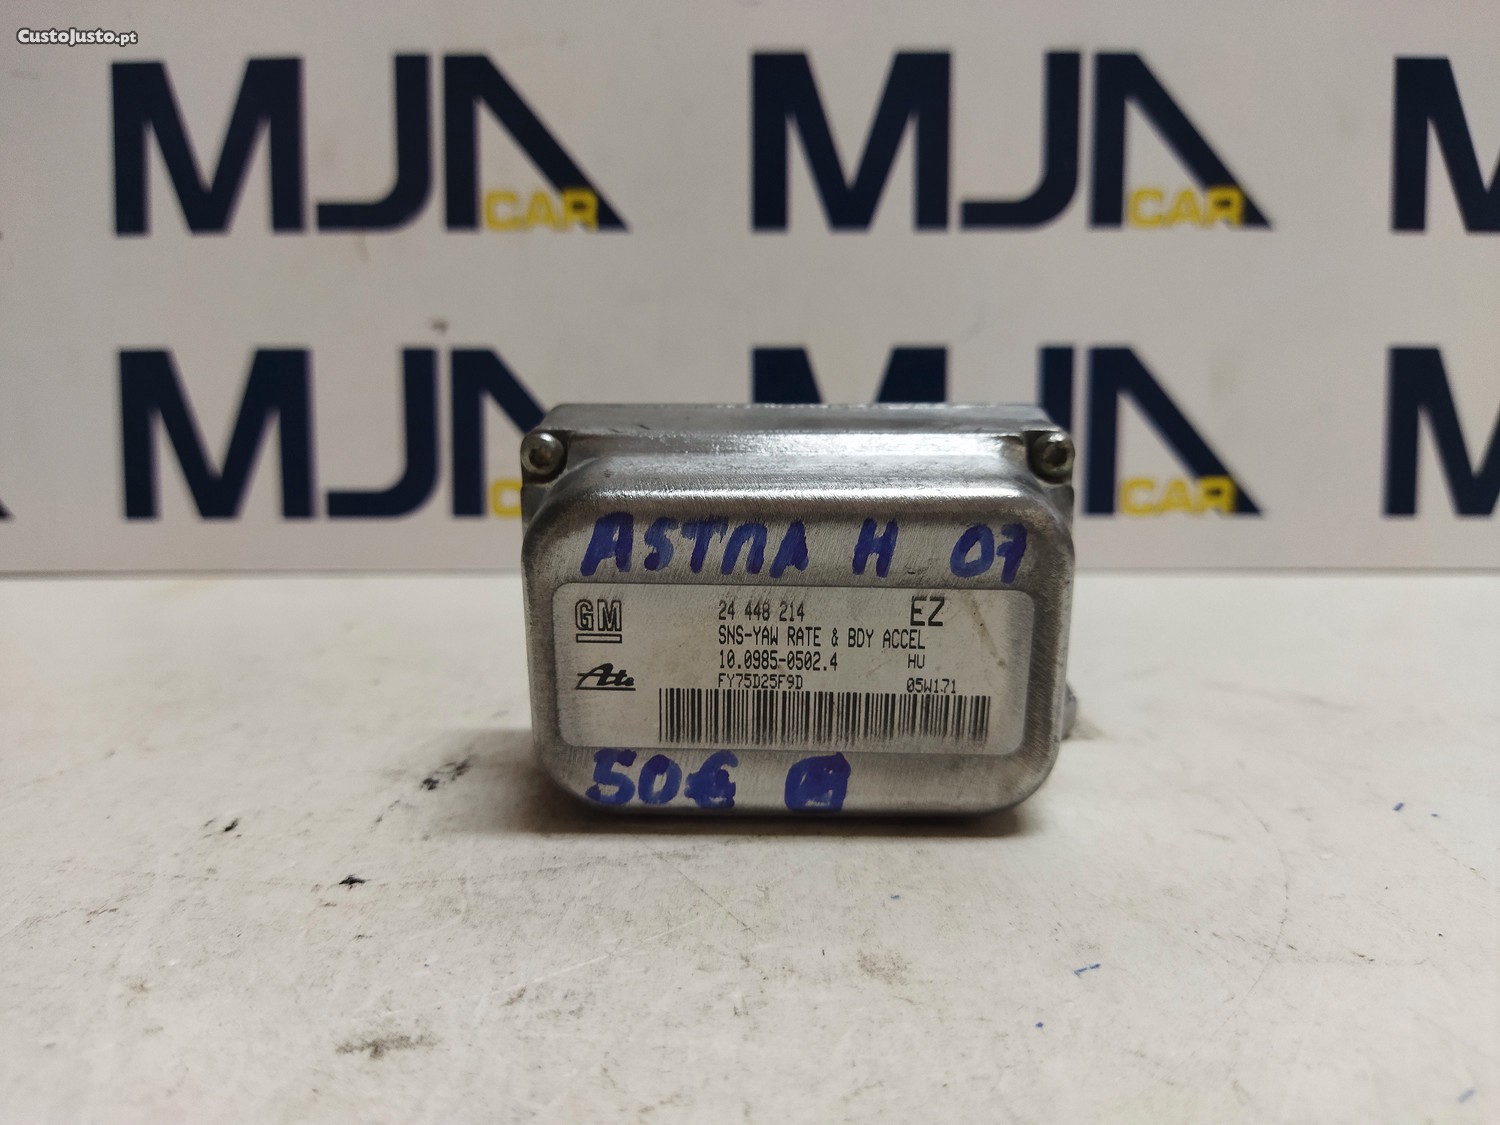 CustoJusto.pt
MJA CAR MJA CAR M
MJA CAR MJA CAR M
ASTRA H 07
GM 24 448 214 EZ
SNS-YAW RATE & BDY ACCEL
10.0985-0502.4 HU
Ate FY75D25F9D 05W171
50€